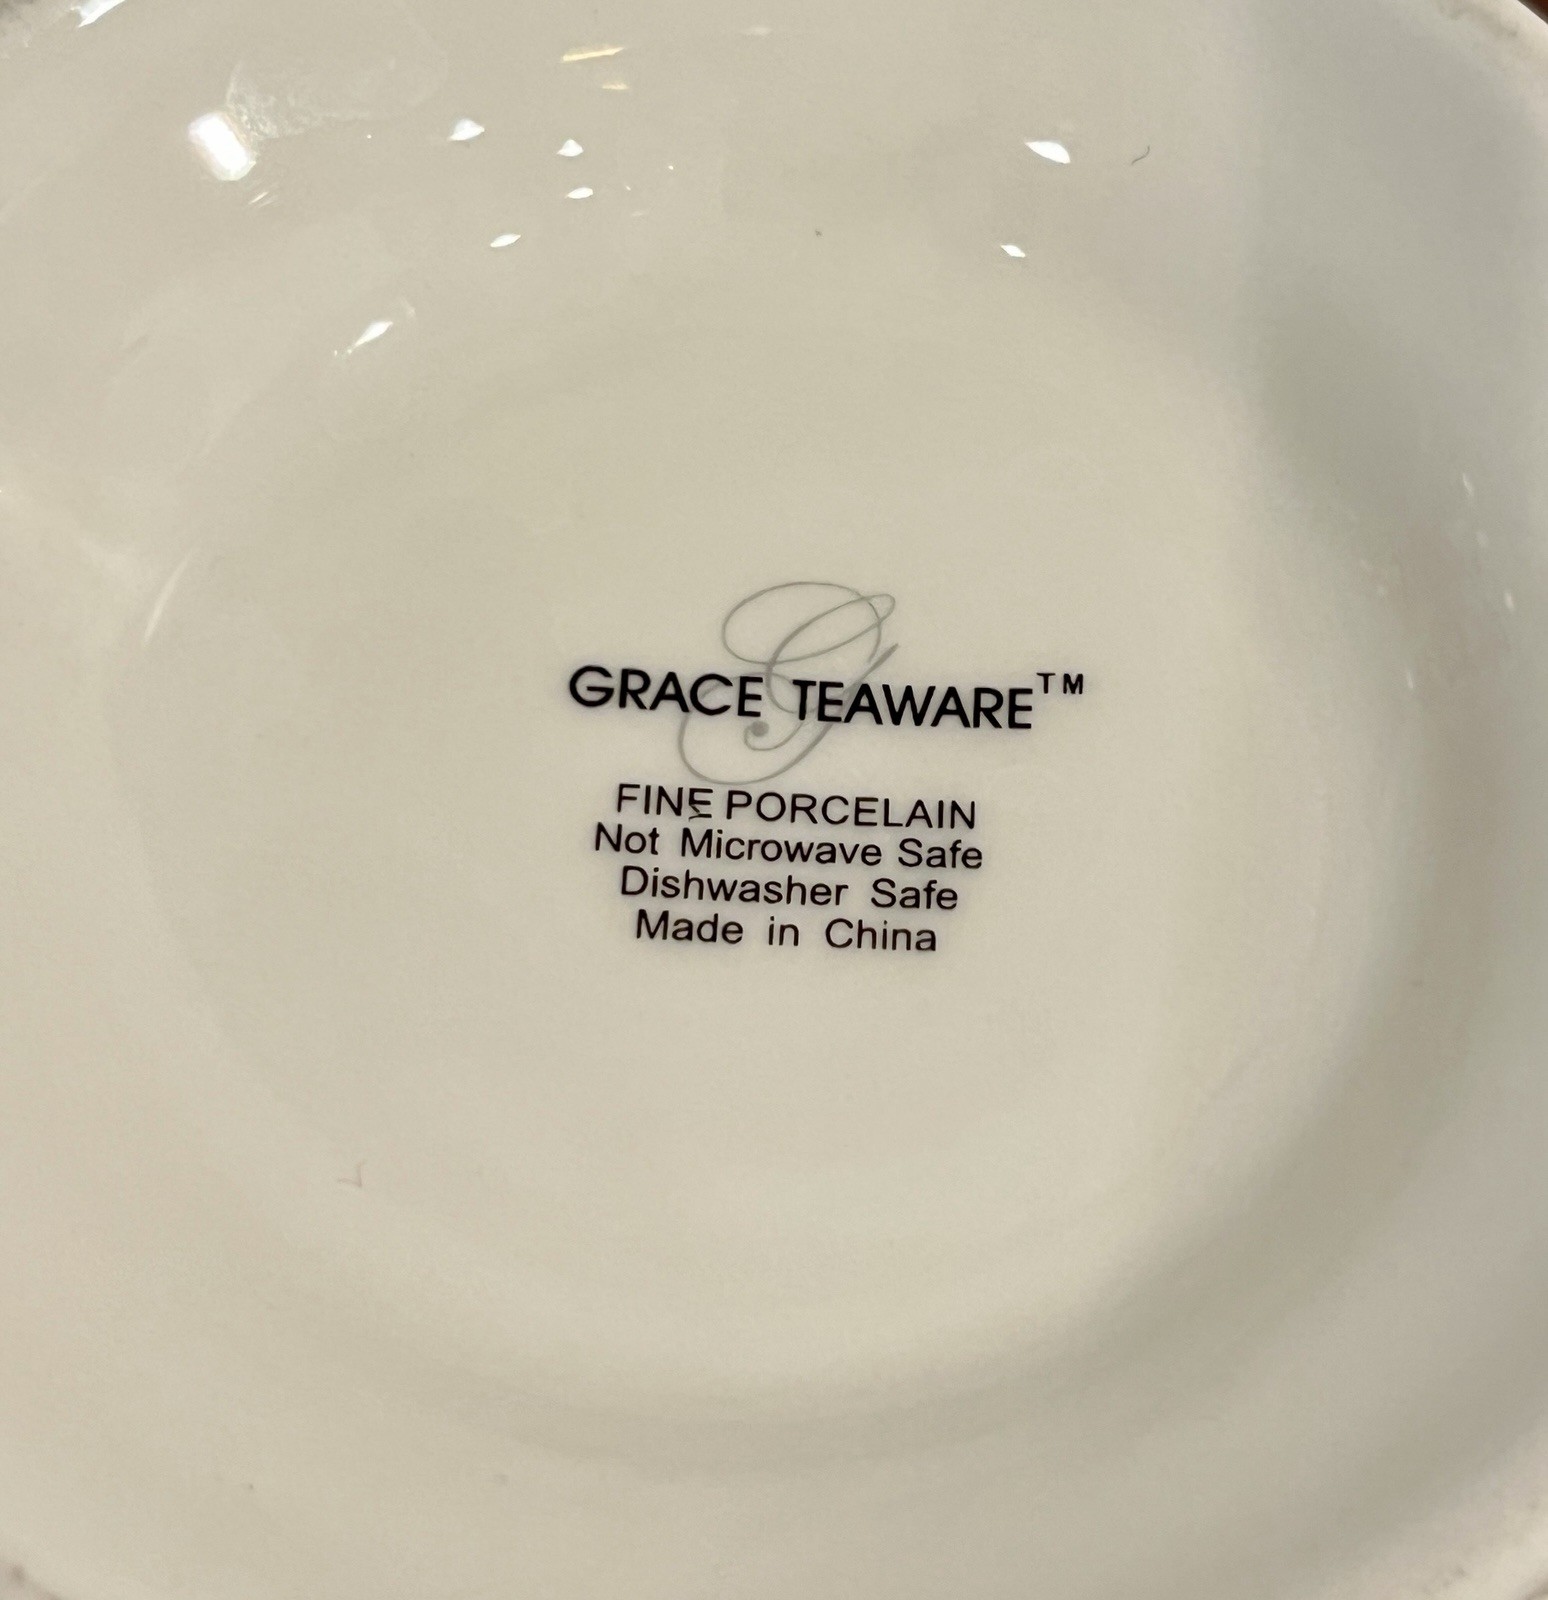 G
GRACE TEAWARE™
FINE PORCELAIN
Not Microwave Safe
Dishwasher Safe
Made in China